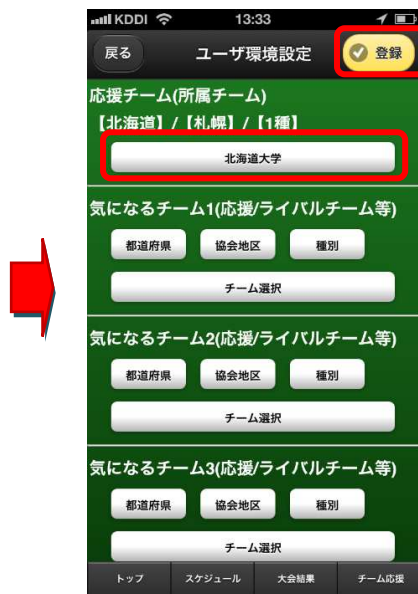 KDDI 13:33
戻る ユーザ環境設定 登録
応援チーム(所属チーム)
【北海道】/【札幌】/【1種】
北海道大学
気になるチーム1(応援/ライバルチーム等)
都道府県 協会地区 種別
チーム選択
気になるチーム2(応援/ライバルチーム等)
都道府県 協会地区 種別
チーム選択
気になるチーム3(応援/ライバルチーム等)
都道府県 協会地区 種別
チーム選択
トップ スケジュール 大会結果 チーム応援